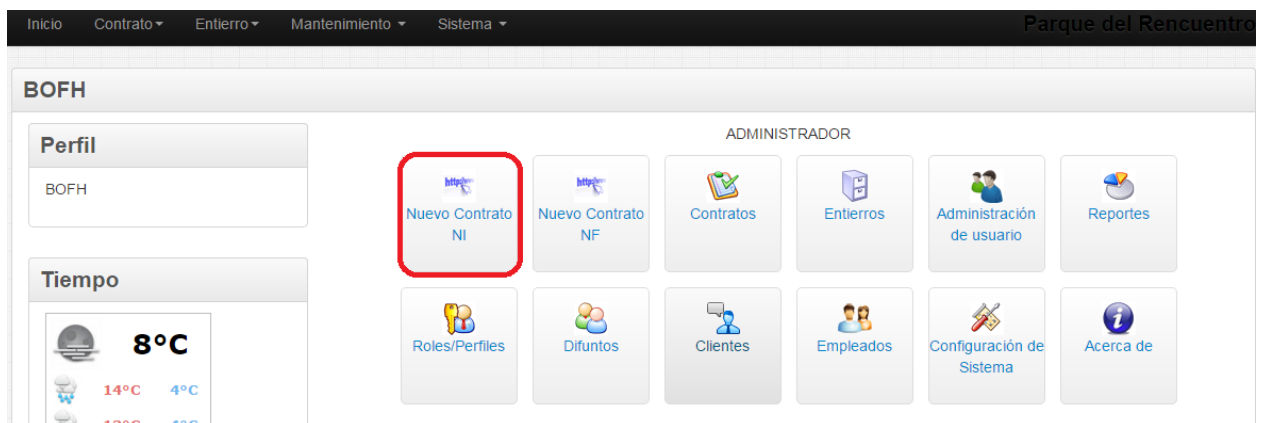 Inicio Contrato Entierro Mantenimiento Sistema Parque del Rencuentro
BOFH
Perfil
BOFH
Tiempo
8°C
14°C 4°C
ADMINISTRADOR
Nuevo Contrato
NI
Nuevo Contrato
NF
Contratos
Entierros
Administración
de usuario
Reportes
Roles/Perfiles
Difuntos
Clientes
Empleados
Configuración de
Sistema
Acerca de